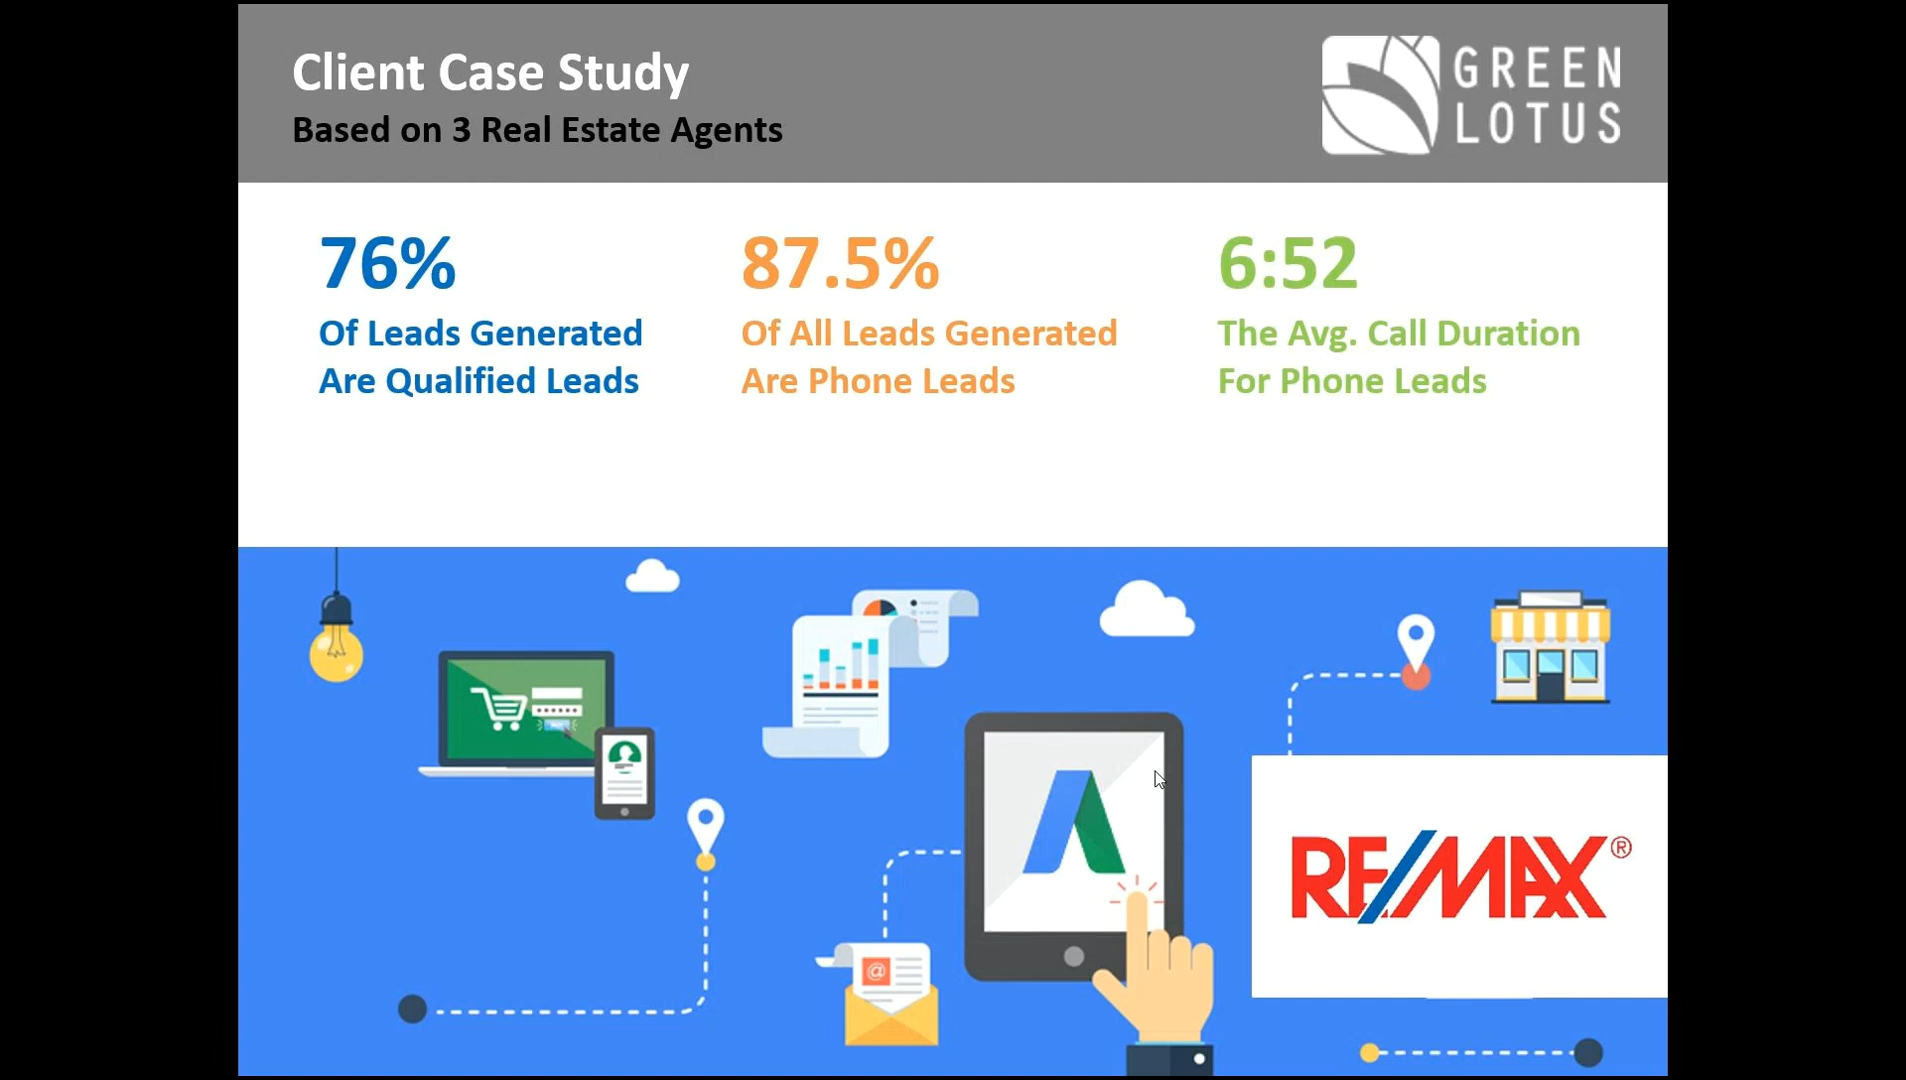 Client Case Study
Based on 3 Real Estate Agents
GREEN
LOTUS
76%
Of Leads Generated
Are Qualified Leads
87.5%
Of All Leads Generated
Are Phone Leads
6:52
The Avg. Call Duration
For Phone Leads
@
RE/MAX®